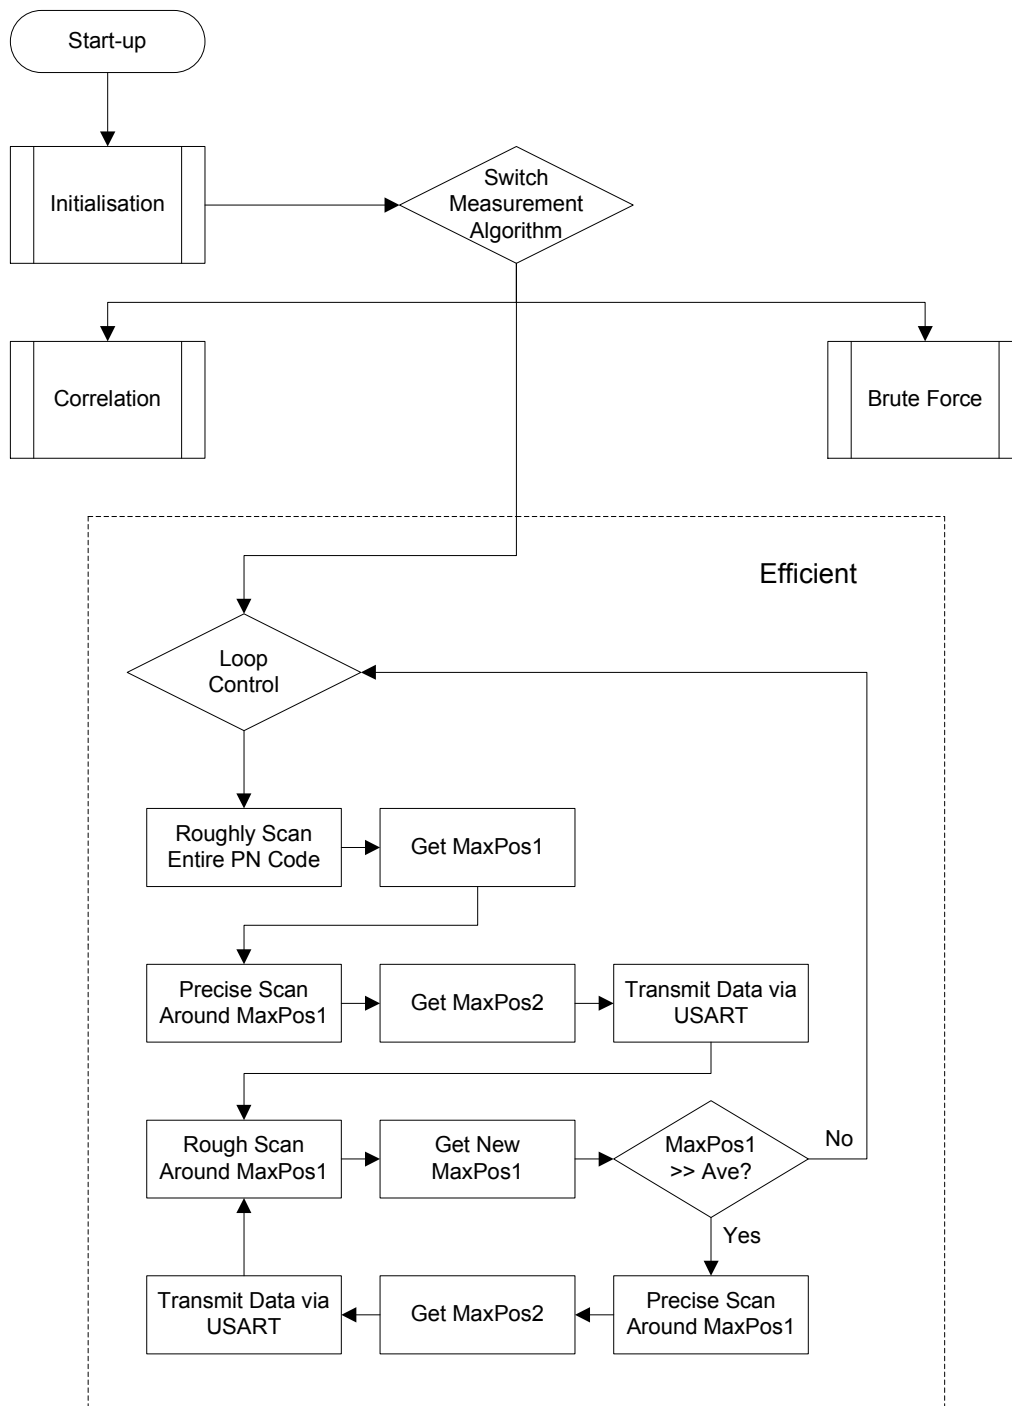 Start-up
Initialisation
Switch
Measurement
Algorithm
Correlation
Brute Force
Efficient
Loop
Control
Roughly Scan
Entire PN Code
Get MaxPos1
Precise Scan
Around MaxPos1
Get MaxPos2
Transmit Data via
USART
Rough Scan
Around MaxPos1
Get New
MaxPos1
MaxPos1
>> Ave?
No
Yes
Transmit Data via
USART
Get MaxPos2
Precise Scan
Around MaxPos1